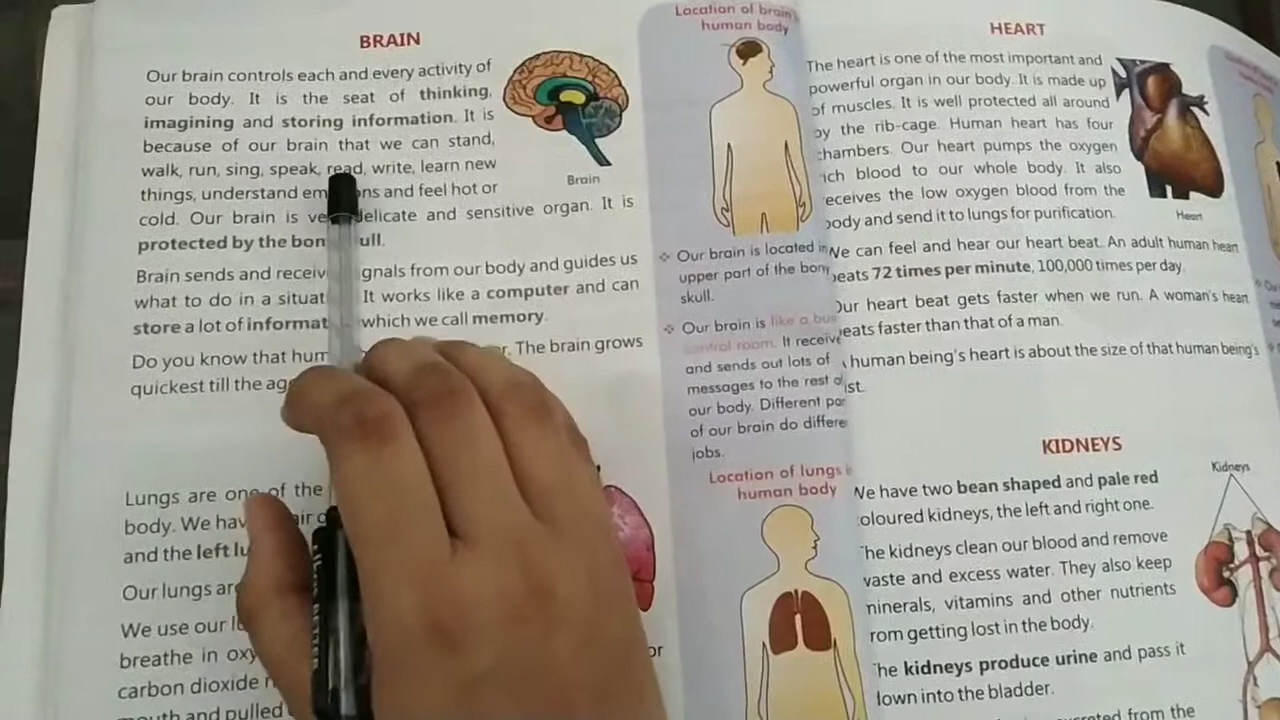 BRAIN
Our brain controls each and every activity of
our body. It is the seat of thinking,
imagining and storing information. It is
because of our brain that we can stand,
walk, run, sing, speak, read, write, learn new
things, understand and feel hot or
cold. Our brain is delicate and sensitive organ. It is
protected by the
Brain
Brain sends and from our body and guides us
what to do in a It works like a computer and can
store a lot of which we call memory.
Do you know that The brain grows
quickest till the
Lungs are one of the
body. We
and the left
Our lungs
We use our
breathe in
carbon dioxide
mouth and pulled
Location of brain
human body
Our brain is located
upper part of the bony
skull.
Our brain is like a
control room. It
and sends out lots of
messages to the rest
our body. Different
of our brain do
jobs.
Location of lungs
human body
HEART
The heart is one of the most important and
powerful organ in our body. It is made up
of muscles. It is well protected all around
by the rib-cage. Human heart has four
chambers. Our heart pumps the oxygen
blood to our whole body. It also
receives the low oxygen blood from the
body and send it to lungs for purification.
Heart
We can feel and hear our heart beat. An adult human heart
beats 72 times per minute, 100,000 times per day.
Our heart beat gets faster when we run. A woman's heart
beats faster than that of a man.
human being's heart is about the size of that human being's
KIDNEYS
Kidneys
We have two bean shaped and pale red
coloured kidneys, the left and right one.
The kidneys clean our blood and remove
waste and excess water. They also keep
minerals, vitamins and other nutrients
from getting lost in the body.
The kidneys produce urine and pass it
down into the bladder.
from the